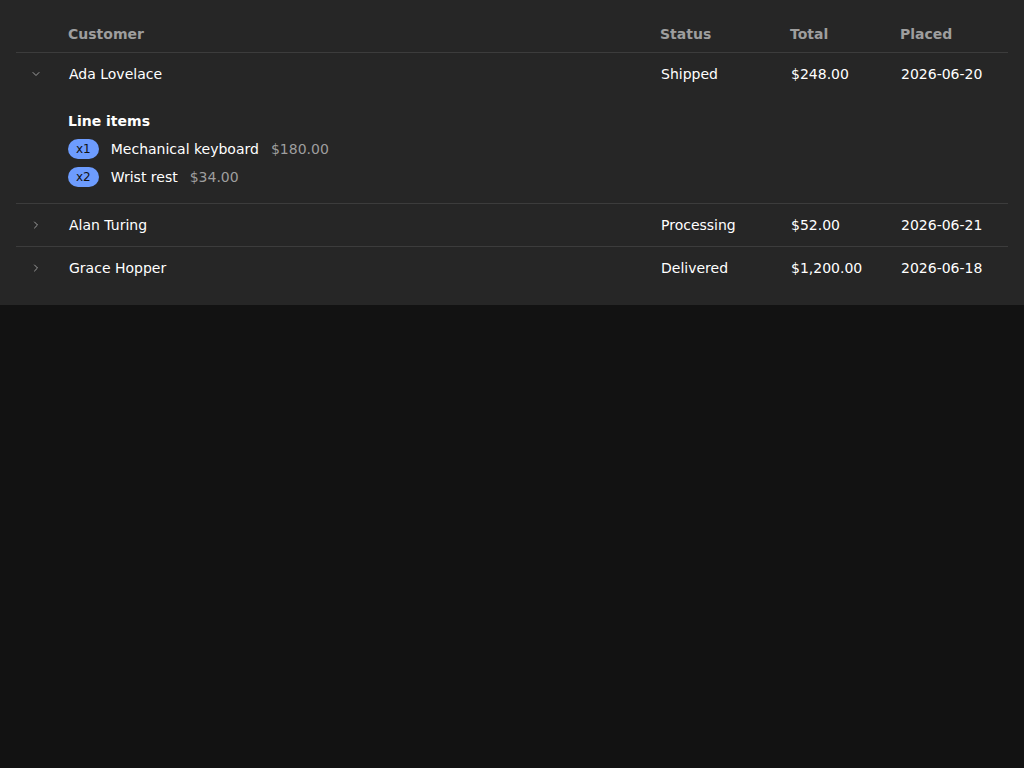 Customer Status Total Placed
Ada Lovelace Shipped $248.00 2026-06-20
Line items
x1 Mechanical keyboard $180.00
x2 Wrist rest $34.00
Alan Turing Processing $52.00 2026-06-21
Grace Hopper Delivered $1,200.00 2026-06-18